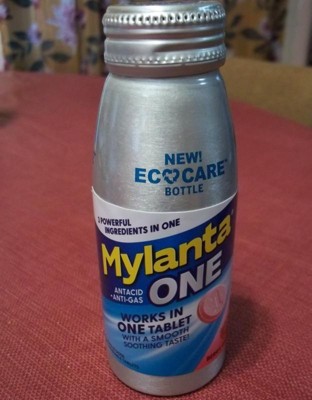 NEW!
ECOCARE™
BOTTLE
POWERFUL
INGREDIENTS IN ONE
Mylanta
ONE
ANTACID
+ANTI-GAS
WORKS IN
ONE TABLET
WITH A SMOOTH
SOOTHING TASTE!